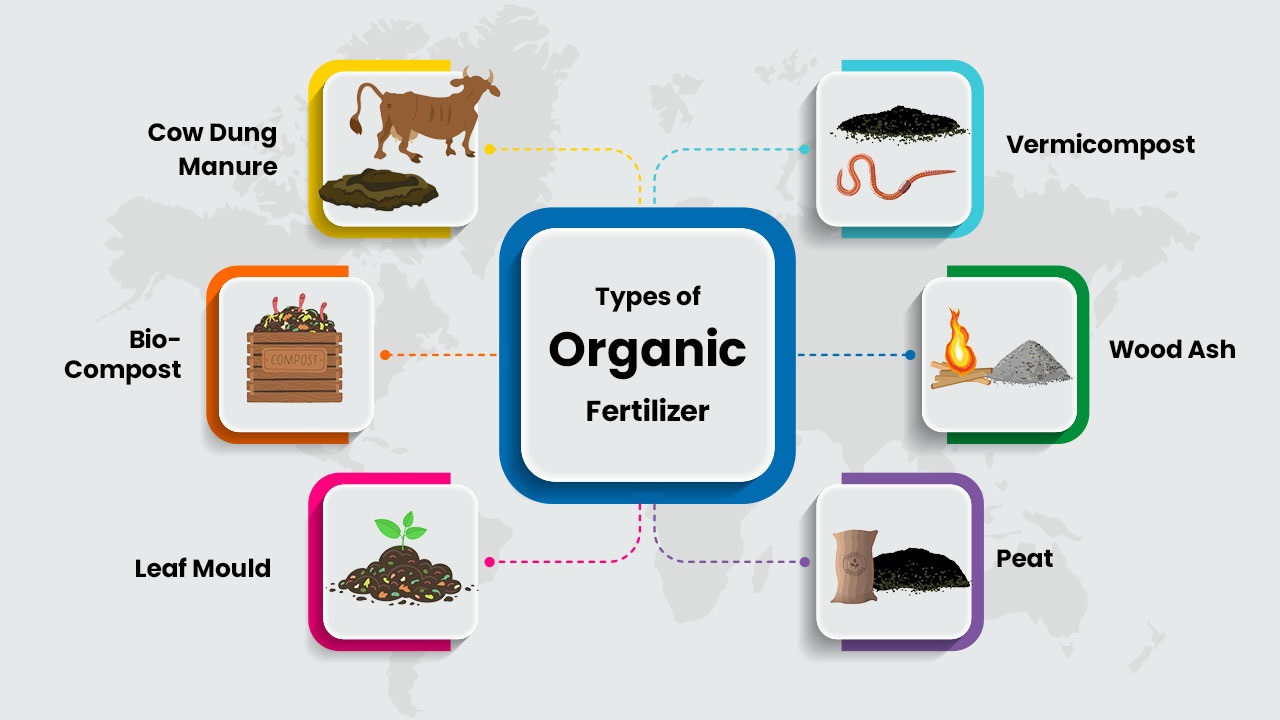 Types of
Organic
Fertilizer
Cow Dung
Manure
Bio-
Compost
-COMPOST-
Leaf Mould
Vermicompost
Wood Ash
Peat